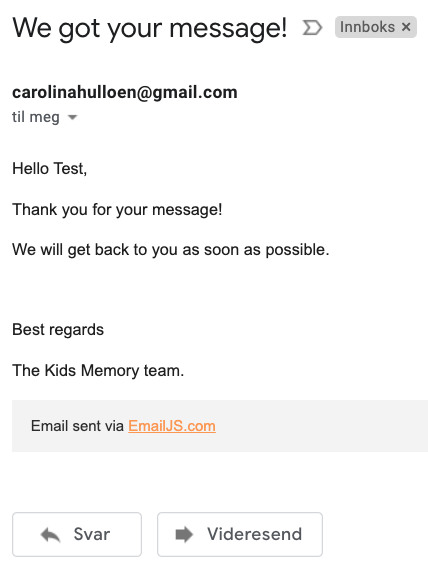 We got your message! Innboks ×
carolinahulloen@gmail.com
til meg
Hello Test,
Thank you for your message!
We will get back to you as soon as possible.
Best regards
The Kids Memory team.
Email sent via EmailJS.com
Svar Videresend